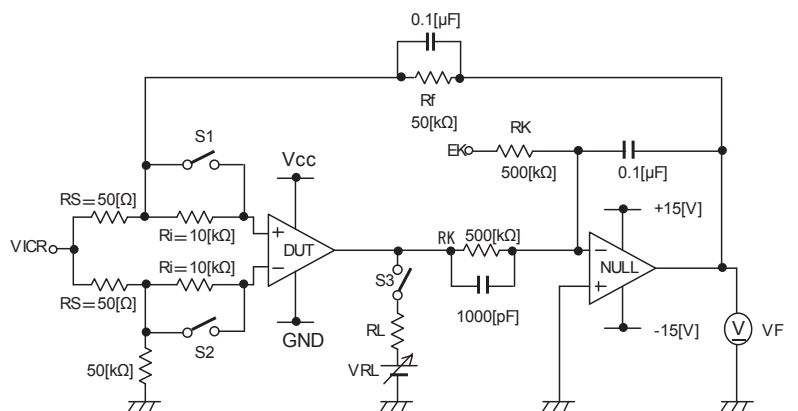 0.1[μF]
Rf
50[kΩ]
S1
RK
EK
500[kΩ]
0.1[μF]
Vcc
RS=50[Ω]
Ri=10[kΩ]
+15[V]
VICR
DUT
RK
500[kΩ]
NULL
Ri=10[kΩ]
RS=50[Ω]
S3
1000[pF]
V
VF
S2
GND
RL
-15[V]
50[kΩ]
VRL